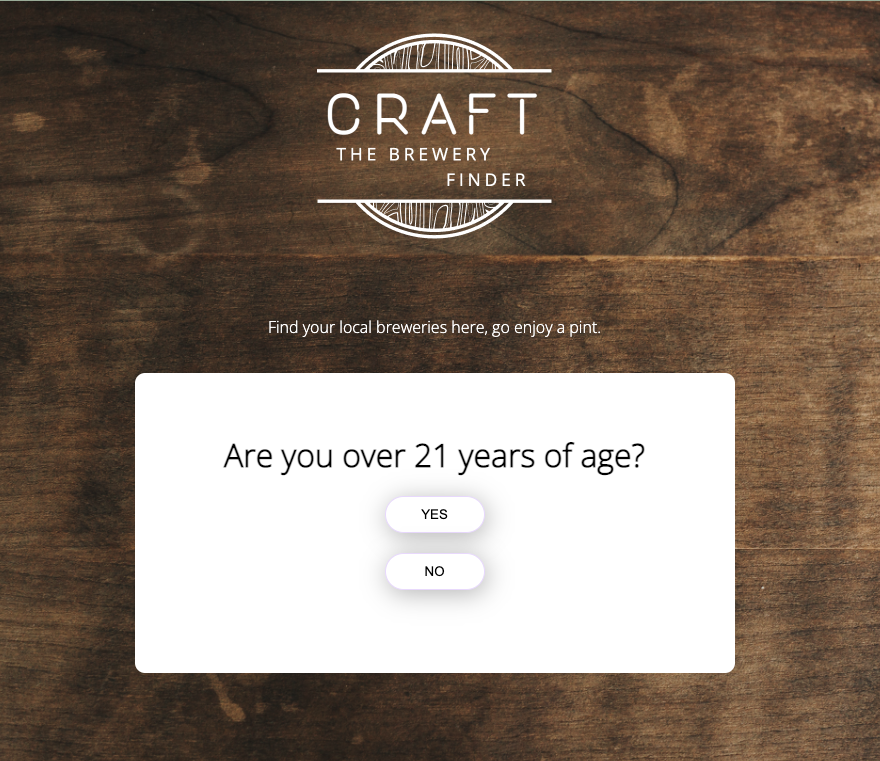 CRAFT
THE BREWERY
FINDER
Find your local breweries here, go enjoy a pint.
Are you over 21 years of age?
YES
NO